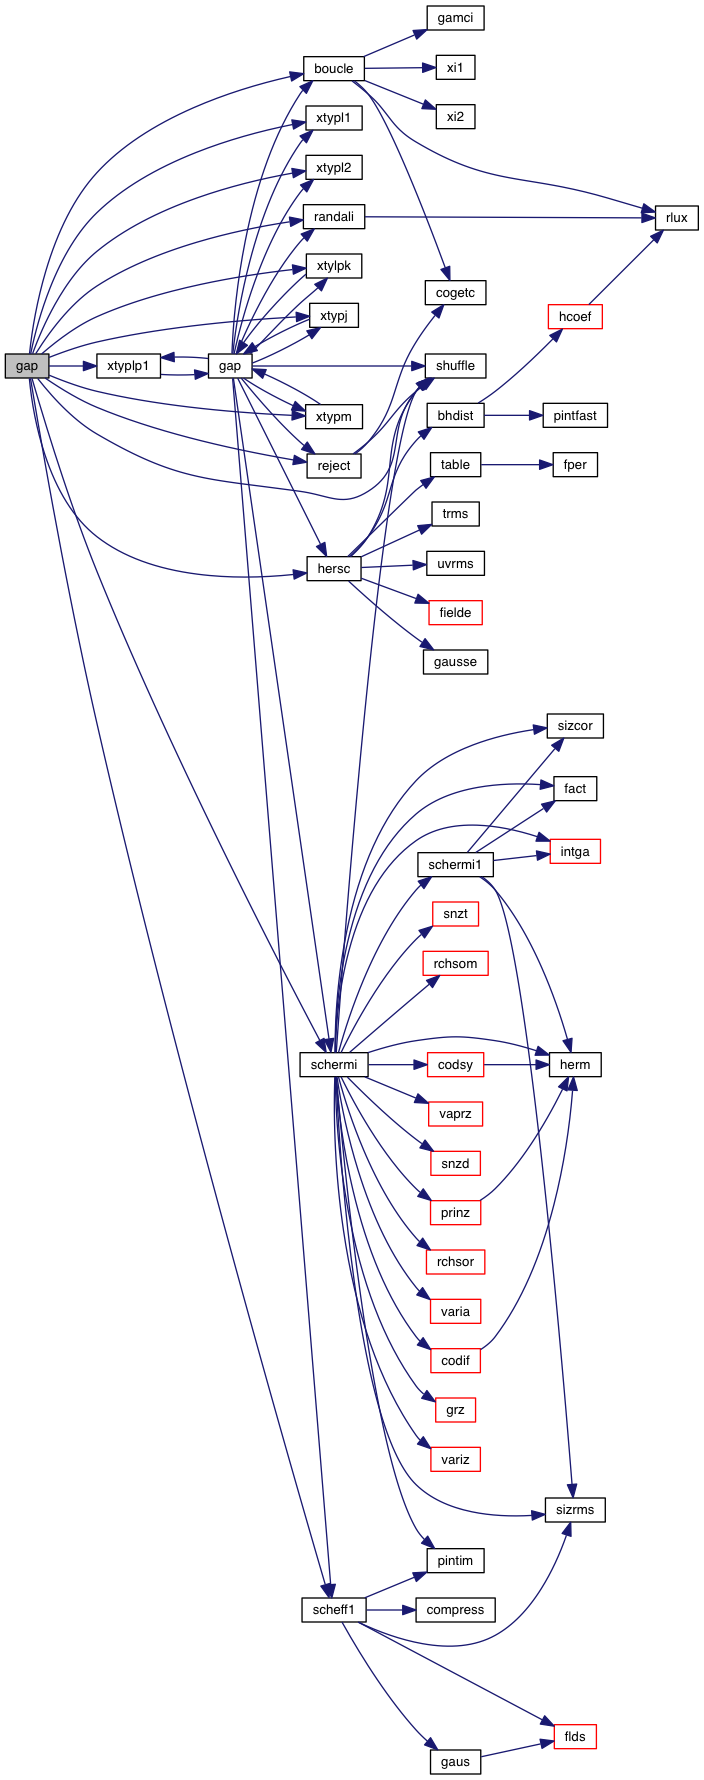 gamci
boucle
xi1
xi2
xtypl1
xtypl2
randali
rlux
xtylpk
cogetc
xtypj
hcoef
gap
xtyplp1
gap
shuffle
xtypm
bhdist
pintfast
reject
table
fper
trms
hersc
uvrms
fielde
gausse
sizcor
fact
schermi1
intga
snzt
rchsom
schermi
codsy
herm
vaprz
snzd
prinz
rchsor
varia
codif
grz
variz
sizrms
pintim
scheff1
compress
flds
gaus